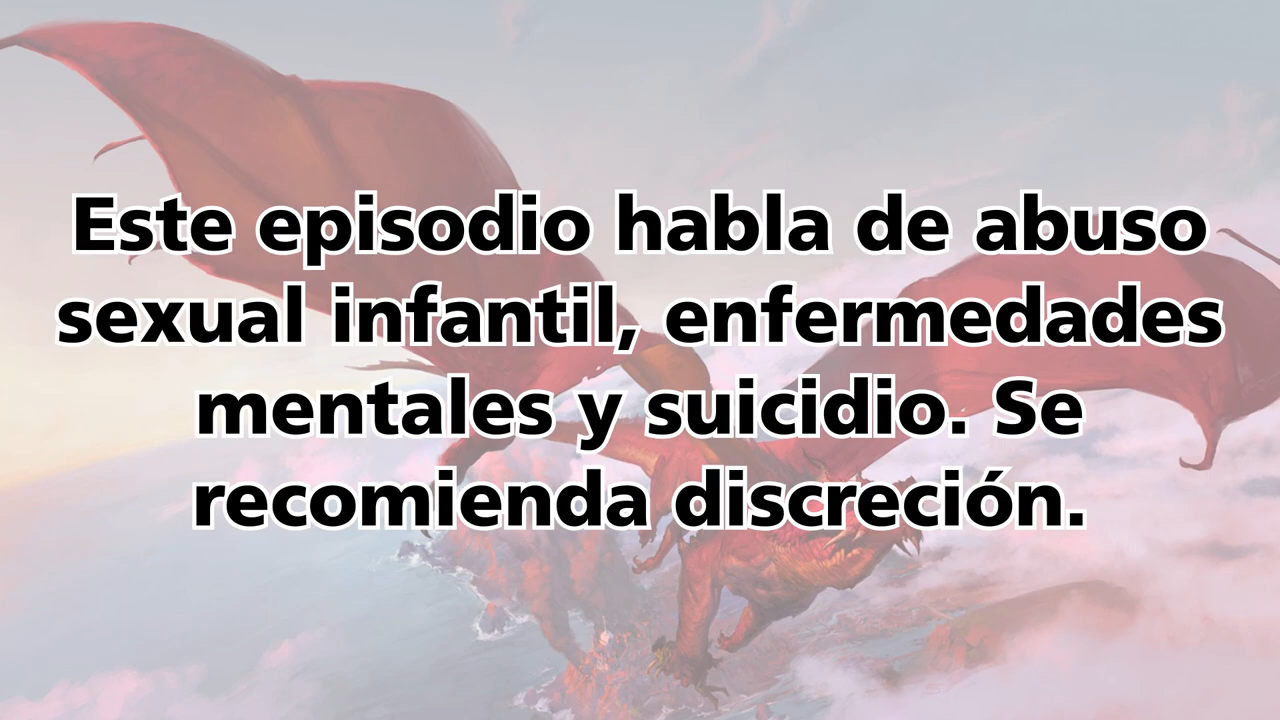 Este episodio habla de abuso
sexual infantil, enfermedades
mentales y suicidio. Se
recomienda discreción.